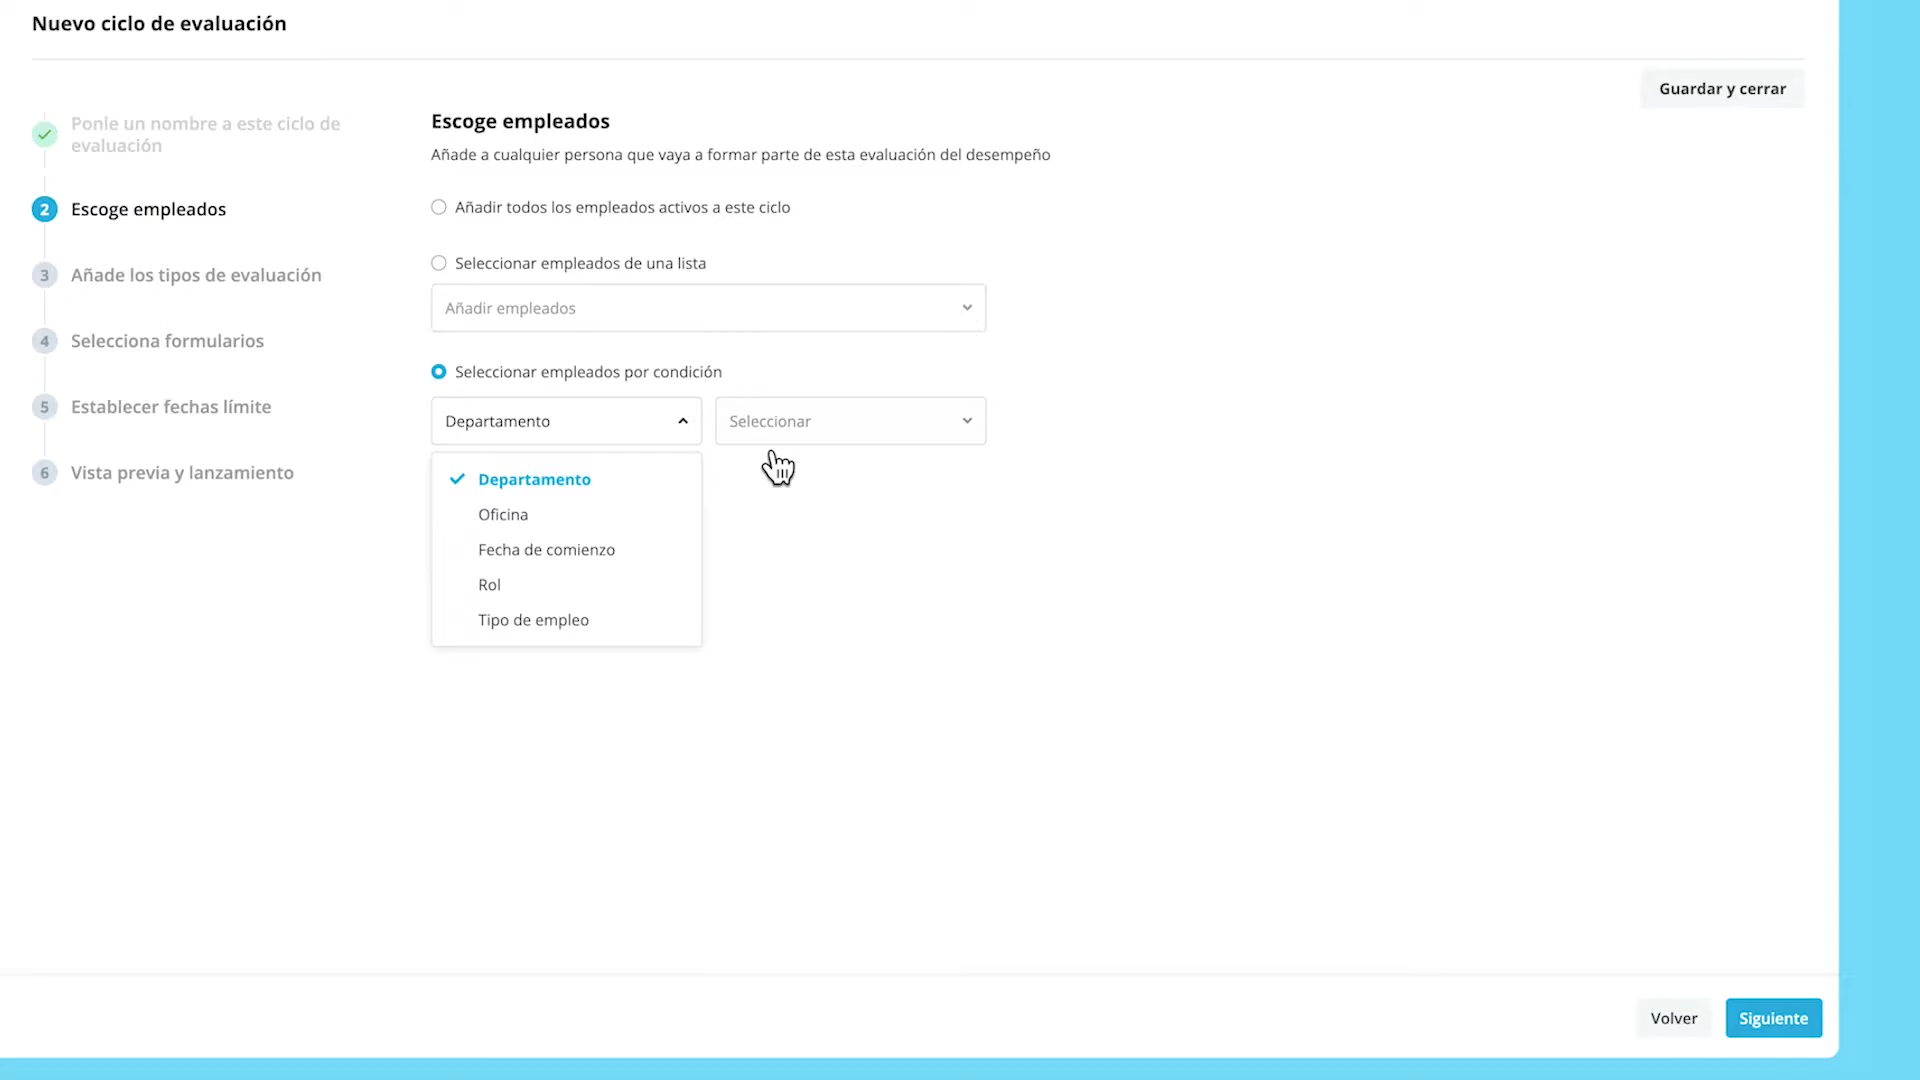 Nuevo ciclo de evaluación
Guardar y cerrar
Ponle un nombre a este ciclo de
evaluación
2 Escoge empleados
3 Añade los tipos de evaluación
4 Selecciona formularios
5 Establecer fechas límite
6 Vista previa y lanzamiento
Escoge empleados
Añade a cualquier persona que vaya a formar parte de esta evaluación del desempeño
Añadir todos los empleados activos a este ciclo
Seleccionar empleados de una lista
Añadir empleados
Seleccionar empleados por condición
Departamento
Seleccionar
Departamento
Oficina
Fecha de comienzo
Rol
Tipo de empleo
Volver
Siguiente